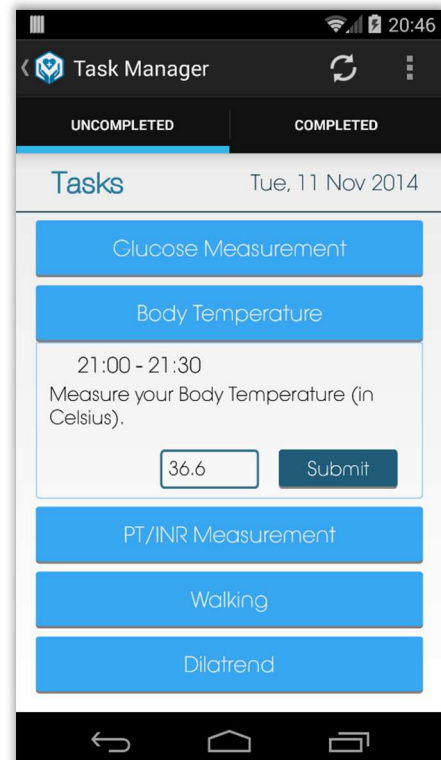 20:46
Task Manager
UNCOMPLETED COMPLETED
Tasks Tue, 11 Nov 2014
Glucose Measurement
Body Temperature
21:00 - 21:30
Measure your Body Temperature (in
Celsius).
36.6 Submit
PT/INR Measurement
Walking
Dilatrend